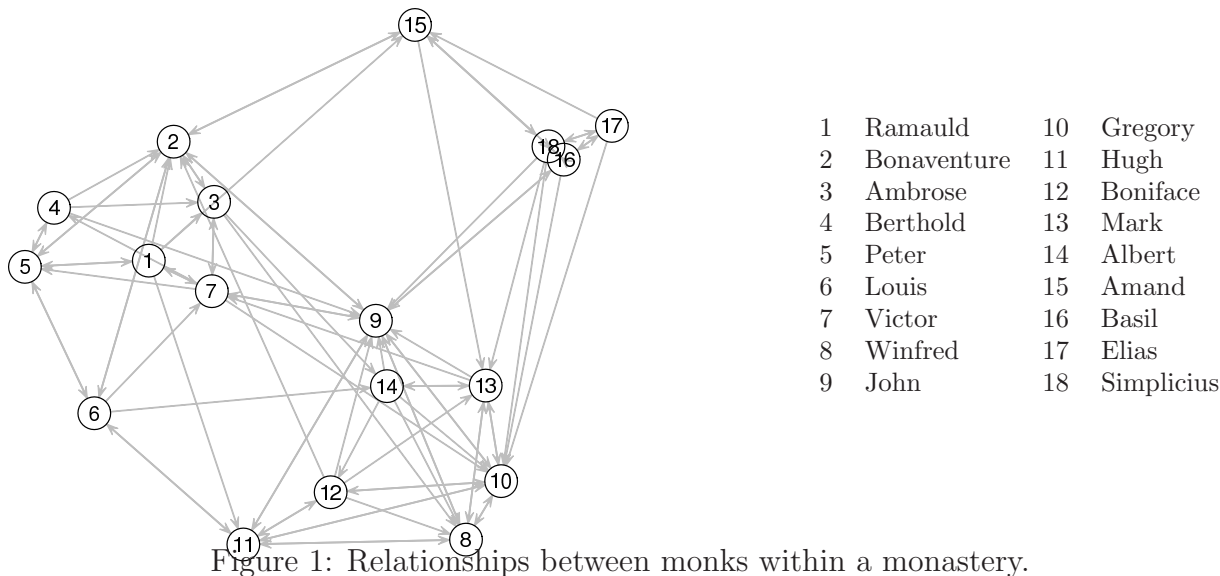 15
17
2
18
16
4
3
1
5
7
9
14
13
6
10
12
11
8
1 Ramauld 10 Gregory
2 Bonaventure 11 Hugh
3 Ambrose 12 Boniface
4 Berthold 13 Mark
5 Peter 14 Albert
6 Louis 15 Amand
7 Victor 16 Basil
8 Winfred 17 Elias
9 John 18 Simplicius
Figure 1: Relationships between monks within a monastery.